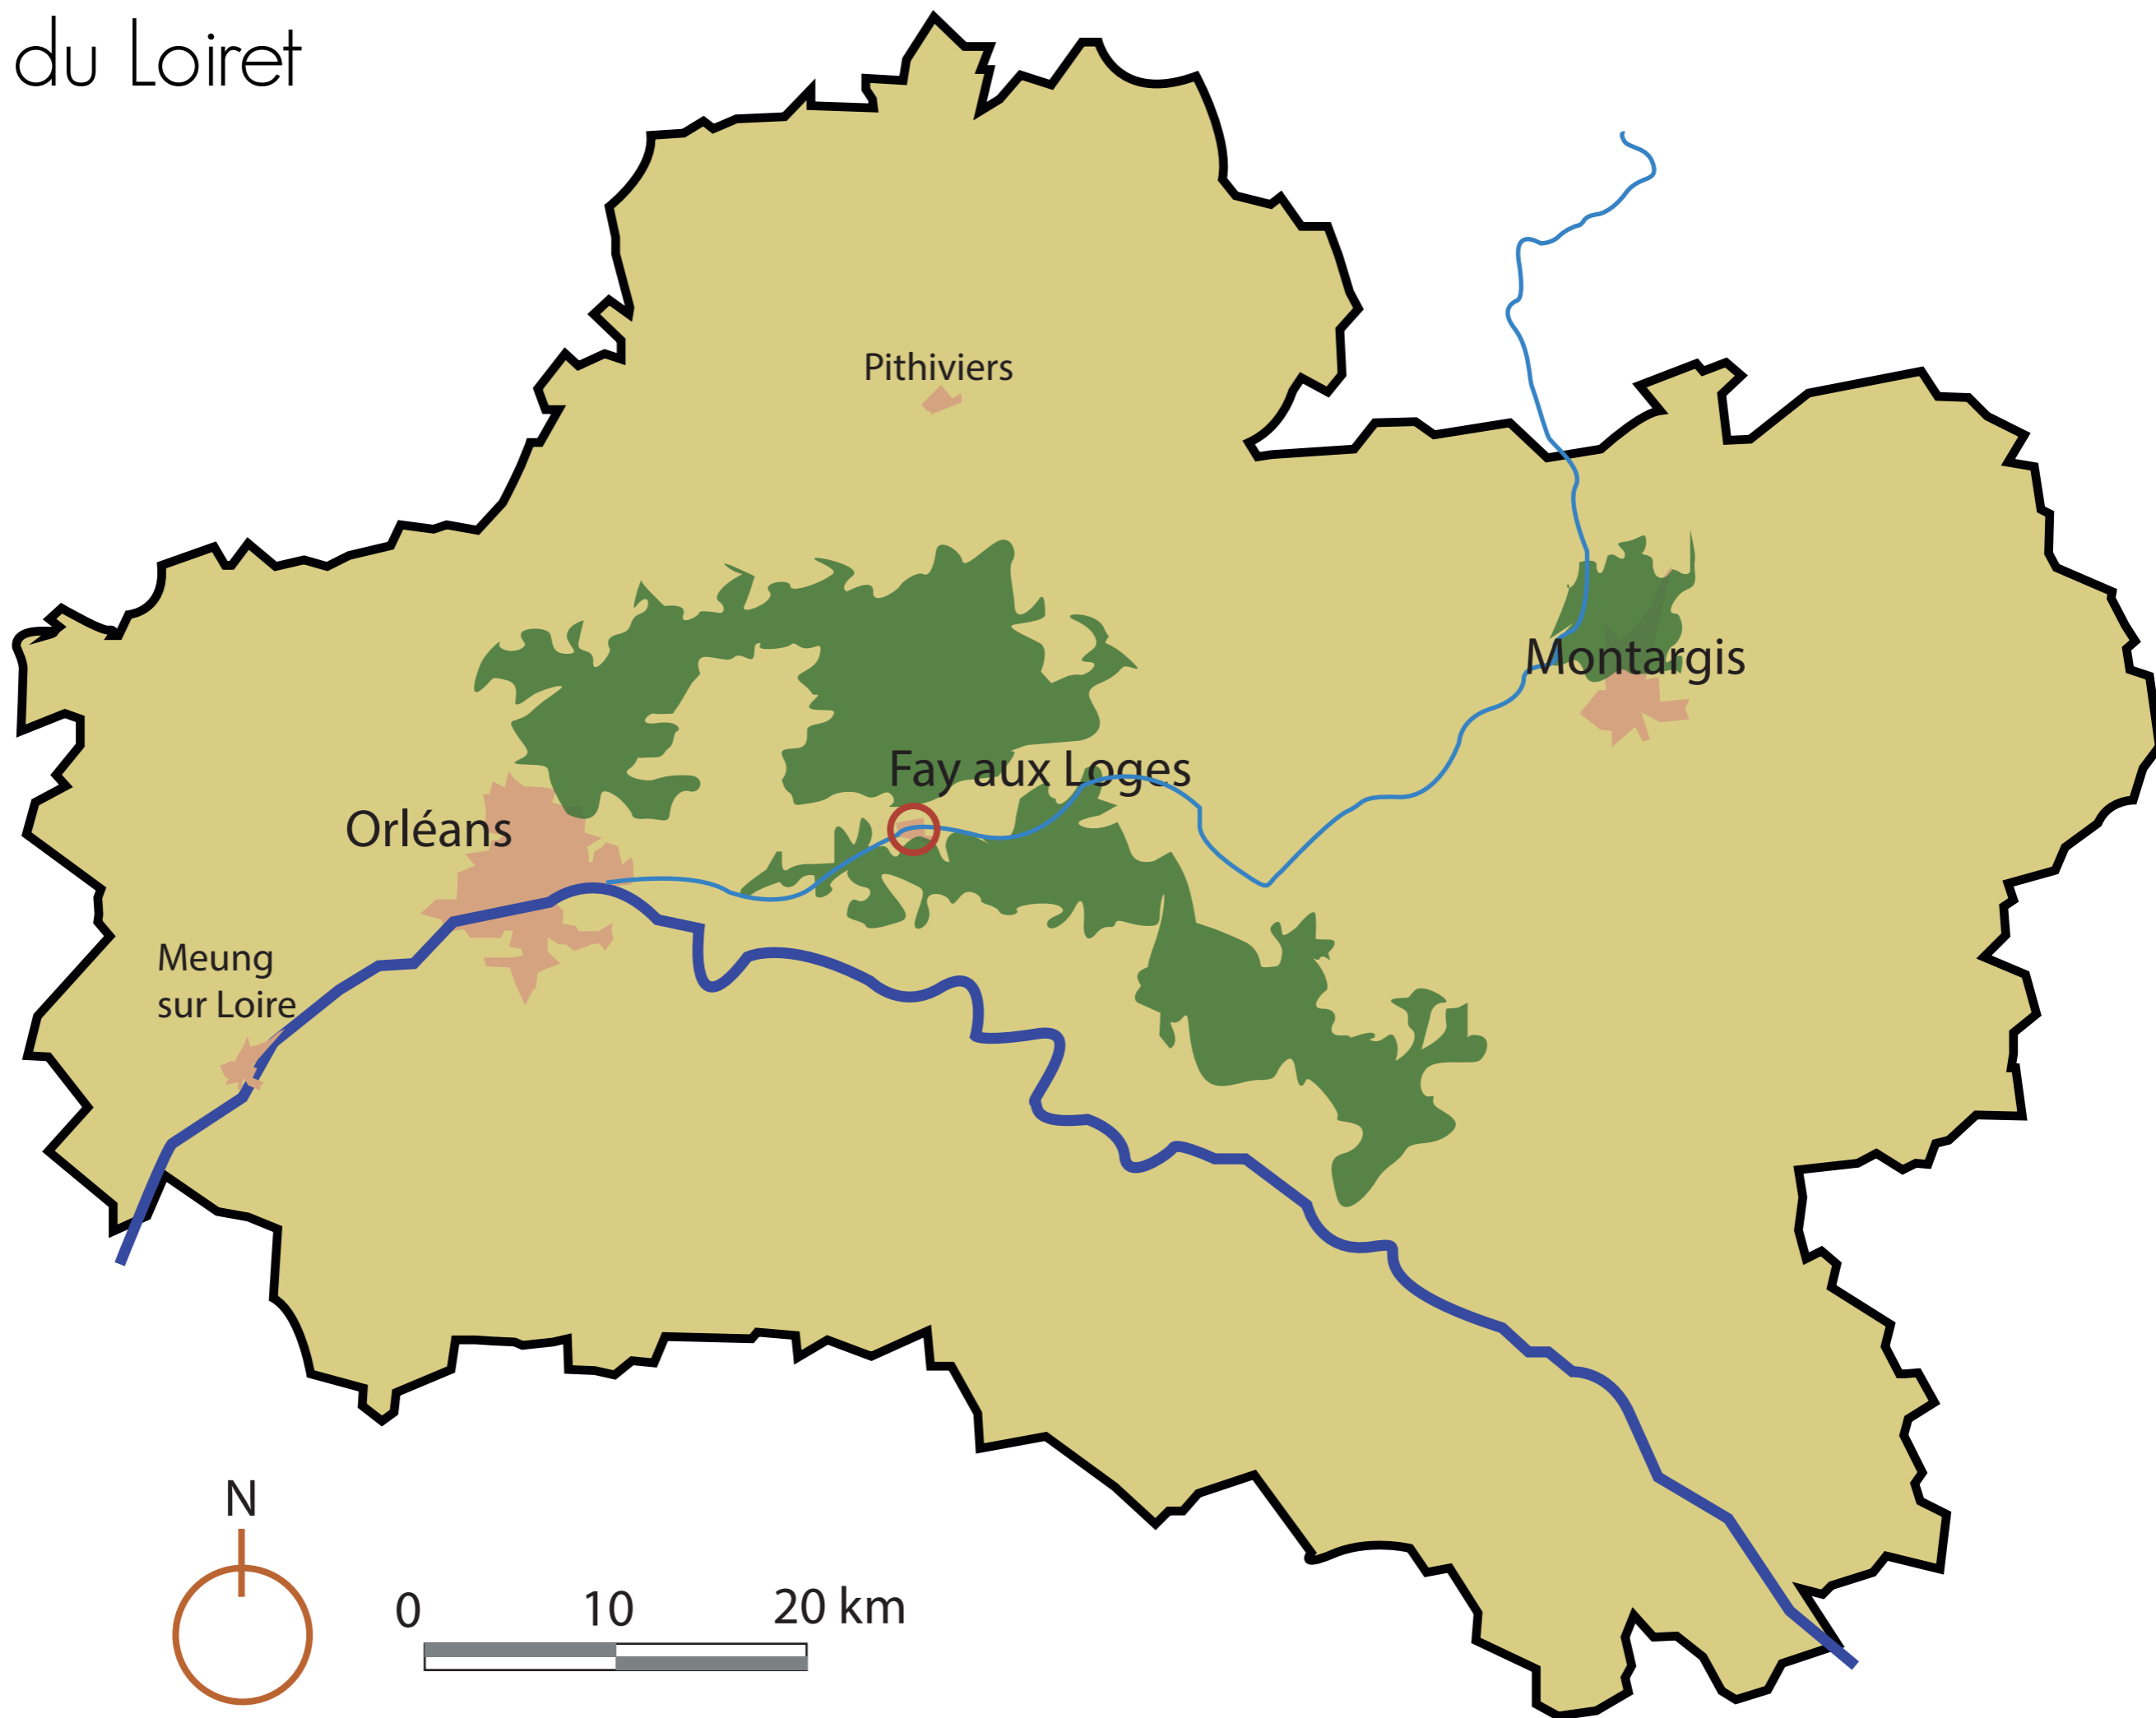 du Loiret
Pithiviers
Montargis
Fay aux Loges
Orléans
Meung
sur Loire
N
0 10 20 km